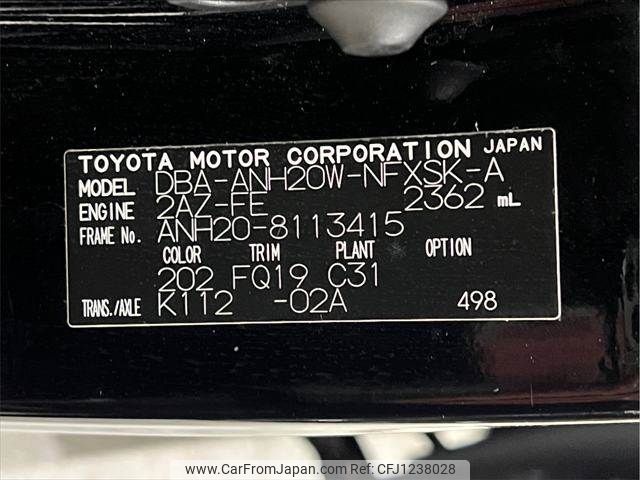 TOYOTA MOTOR CORPORATION JAPAN
MODEL DBA-ANH20W-NFXSK-A
ENGINE 2AZ-FE 2362 mL
FRAME No. ANH20-8113415
COLOR TRIM PLANT OPTION
202 FQ19 C31
TRANS./AXLE K112 -02A 498
www.CarFromJapan.com CFJ1238028